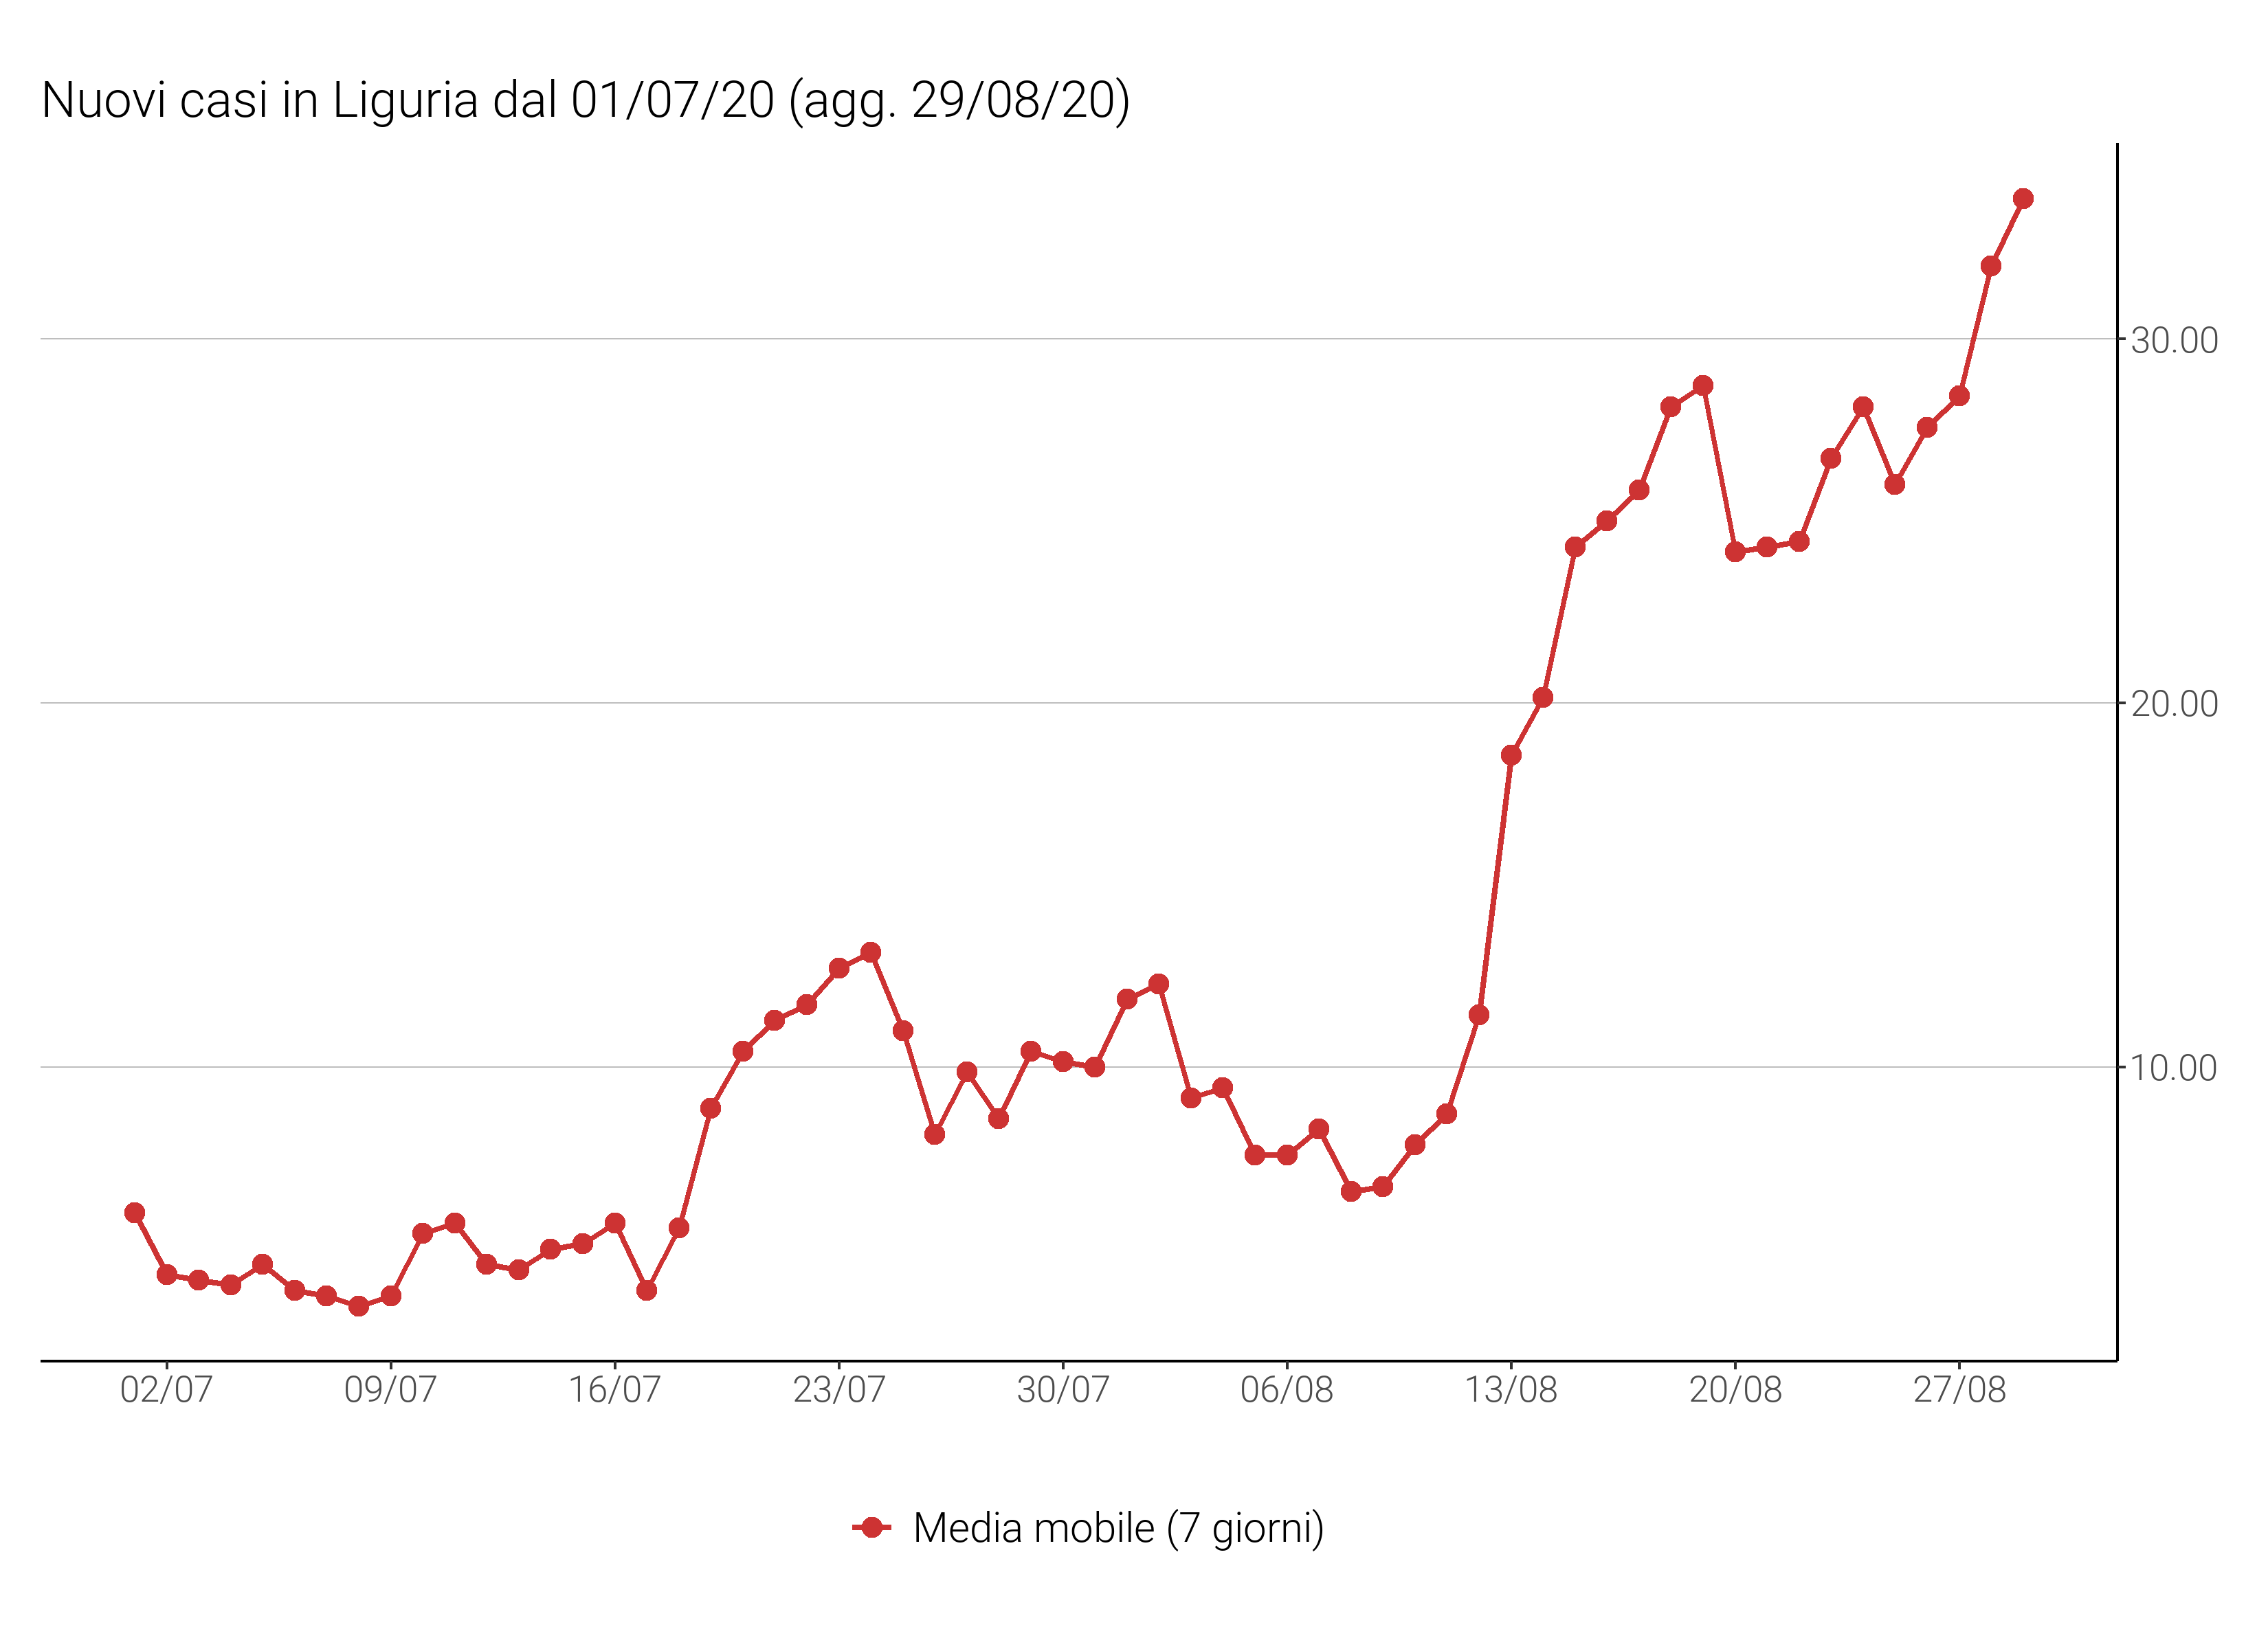 Nuovi casi in Liguria dal 01/07/20 (agg. 29/08/20)
30.00
20.00
10.00
02/07 09/07 16/07 23/07 30/07 06/08 13/08 20/08 27/08
Media mobile (7 giorni)